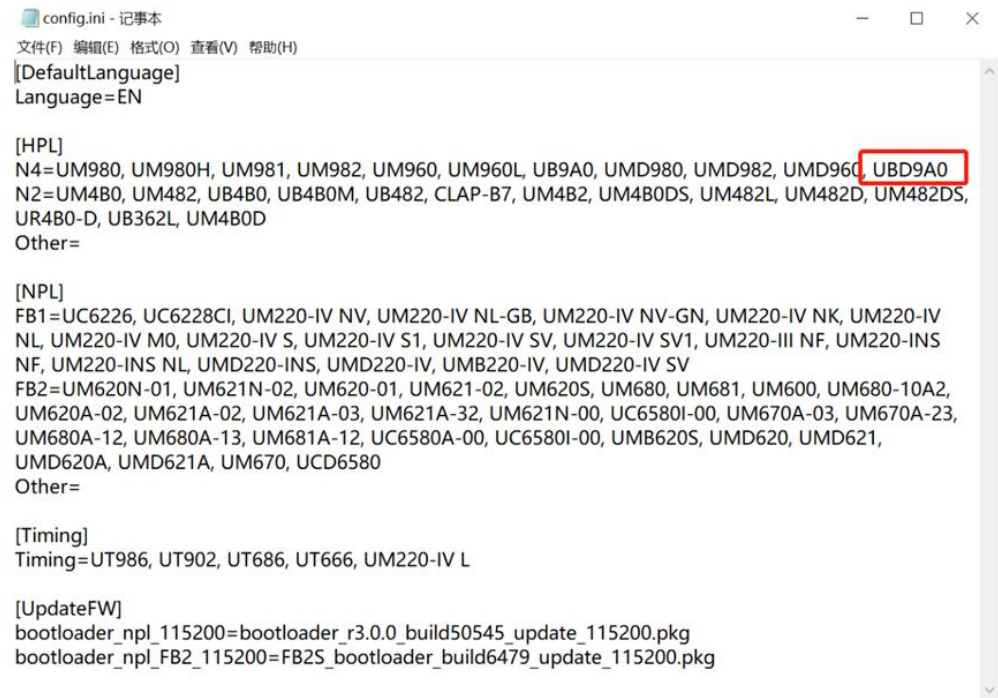 config.ini - 记事本
文件(F) 编辑(E) 格式(O) 查看(V) 帮助(H)
[DefaultLanguage]
Language=EN
[HPL]
N4=UM980, UM980H, UM981, UM982, UM960, UM960L, UB9A0, UMD980, UMD982, UMD960, UBD9A0
N2=UM4B0, UM482, UB4B0, UB4B0M, UB482, CLAP-B7, UM4B2, UM4B0DS, UM482L, UM482D, UM482DS,
UR4B0-D, UB362L, UM4B0D
Other=
[NPL]
FB1=UC6226, UC6228CI, UM220-IV NV, UM220-IV NL-GB, UM220-IV NV-GN, UM220-IV NK, UM220-IV
NL, UM220-IV M0, UM220-IV S, UM220-IV S1, UM220-IV SV, UM220-IV SV1, UM220-III NF, UM220-INS
NF, UM220-INS NL, UMD220-INS, UMD220-IV, UMB220-IV, UMD220-IV SV
FB2=UM620N-01, UM621N-02, UM620-01, UM621-02, UM620S, UM680, UM681, UM600, UM680-10A2,
UM620A-02, UM621A-02, UM621A-03, UM621A-32, UM621N-00, UC6580I-00, UM670A-03, UM670A-23,
UM680A-12, UM680A-13, UM681A-12, UC6580A-00, UC6580I-00, UMB620S, UMD620, UMD621,
UMD620A, UMD621A, UM670, UCD6580
Other=
[Timing]
Timing=UT986, UT902, UT686, UT666, UM220-IV L
[UpdateFW]
bootloader_npl_115200=bootloader_r3.0.0_build50545_update_115200.pkg
bootloader_npl_FB2_115200=FB2S_bootloader_build6479_update_115200.pkg